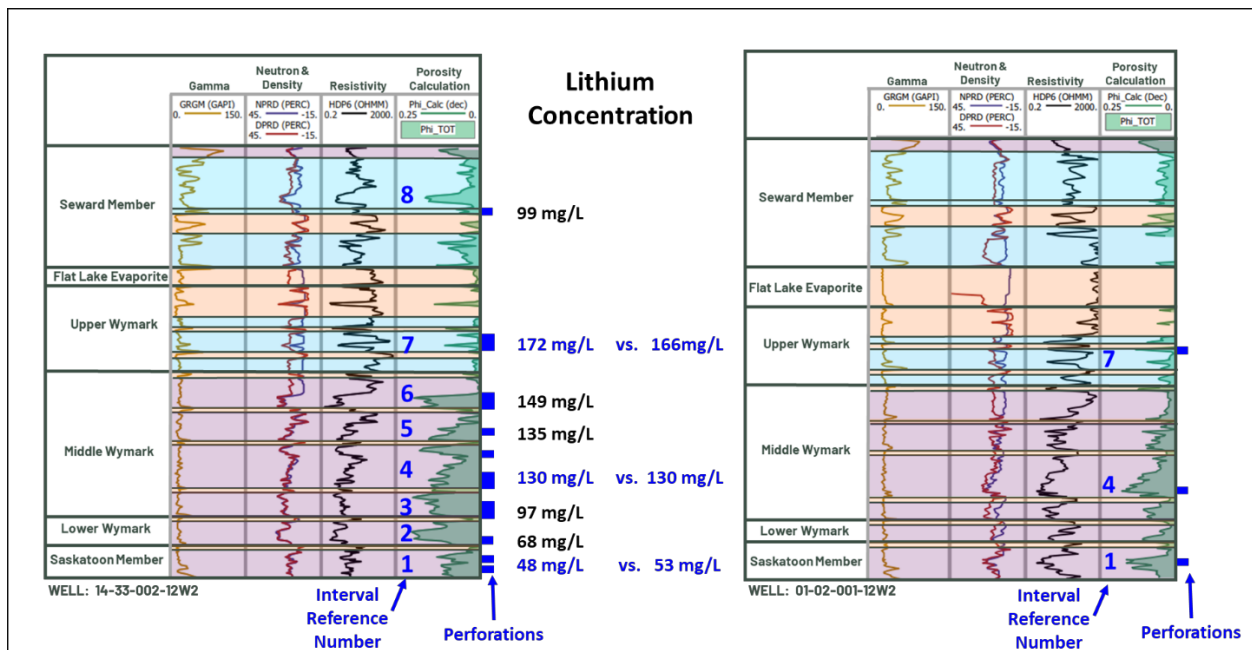 Lithium
Concentration
Gamma
Neutron &
Density
Resistivity
Porosity
Calculation
GRGM (GAPI)
0. 150.
NPRD (PERC)
45. -15.
DPRD (PERC)
45. -15.
HDP6 (OHMM)
0.2 2000.
Phi_Calc (dec)
0.25 0.
Phi_TOT
Seward Member
Flat Lake Evaporite
Upper Wymark
Middle Wymark
Lower Wymark
Saskatoon Member
8
7
6
5
4
3
2
1
99 mg/L
172 mg/L vs. 166mg/L
149 mg/L
135 mg/L
130 mg/L vs. 130 mg/L
97 mg/L
68 mg/L
48 mg/L vs. 53 mg/L
WELL: 14-33-002-12W2
Interval
Reference
Number
Perforations
Gamma
Neutron &
Density
Resistivity
Porosity
Calculation
GRGM (GAPI)
0. 150.
NPRD (PERC)
45. -15.
DPRD (PERC)
45. -15.
HDP6 (OHMM)
0.2 2000.
Phi_Calc (Dec)
0.25 0.
Phi_TOT
Seward Member
Flat Lake Evaporite
Upper Wymark
Middle Wymark
Lower Wymark
Saskatoon Member
7
4
1
WELL: 01-02-001-12W2
Interval
Reference
Number
Perforations